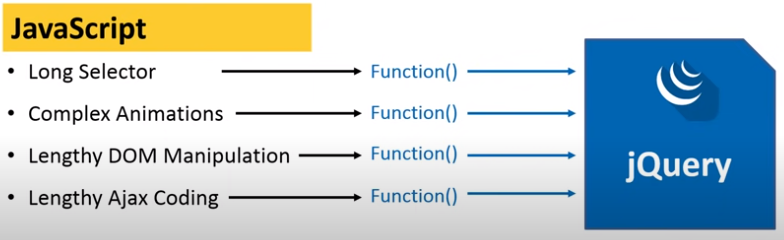 JavaScript
• Long Selector Function()
• Complex Animations Function()
• Lengthy DOM Manipulation Function()
• Lengthy Ajax Coding Function()
jQuery